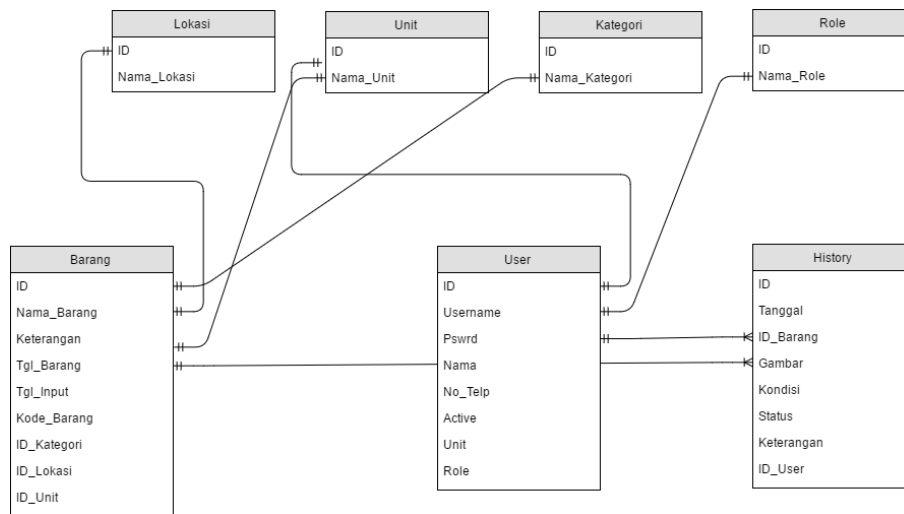 Lokasi
ID
Nama_Lokasi
Unit
ID
Nama_Unit
Kategori
ID
Nama_Kategori
Role
ID
Nama_Role
Barang
ID
Nama_Barang
Keterangan
Tgl_Barang
Tgl_Input
Kode_Barang
ID_Kategori
ID_Lokasi
ID_Unit
User
ID
Username
Pswrd
Nama
No_Telp
Active
Unit
Role
History
ID
Tanggal
ID_Barang
Gambar
Kondisi
Status
Keterangan
ID_User